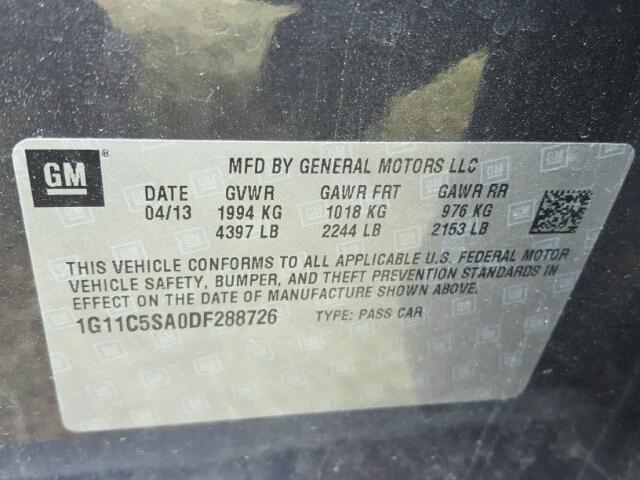 GM ® MFD BY GENERAL MOTORS LLC
DATE GVWR GAWR FRT GAWR RR
04/13 1994 KG 1018 KG 976 KG
4397 LB 2244 LB 2153 LB
THIS VEHICLE CONFORMS TO ALL APPLICABLE U.S. FEDERAL MOTOR
VEHICLE SAFETY, BUMPER, AND THEFT PREVENTION STANDARDS IN
EFFECT ON THE DATE OF MANUFACTURE SHOWN ABOVE.
1G11C5SA0DF288726 TYPE: PASS CAR